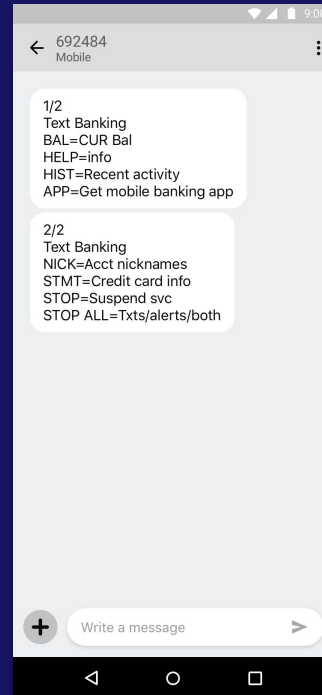 692484
Mobile
1/2
Text Banking
BAL=CUR Bal
HELP=info
HIST=Recent activity
APP=Get mobile banking app
2/2
Text Banking
NICK=Acct nicknames
STMT=Credit card info
STOP=Suspend svc
STOP ALL=Txts/alerts/both
Write a message